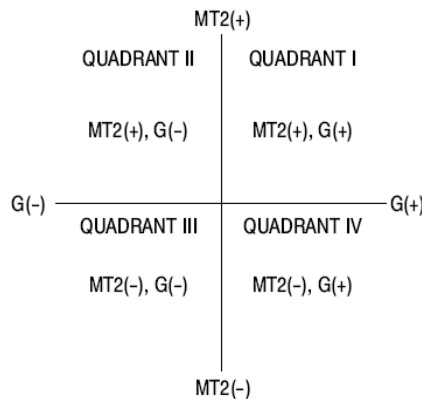 MT2(+)
QUADRANT II
QUADRANT I
MT2(+), G(–)
MT2(+), G(+)
G(–)
G(+)
QUADRANT III
QUADRANT IV
MT2(–), G(–)
MT2(–), G(+)
MT2(–)